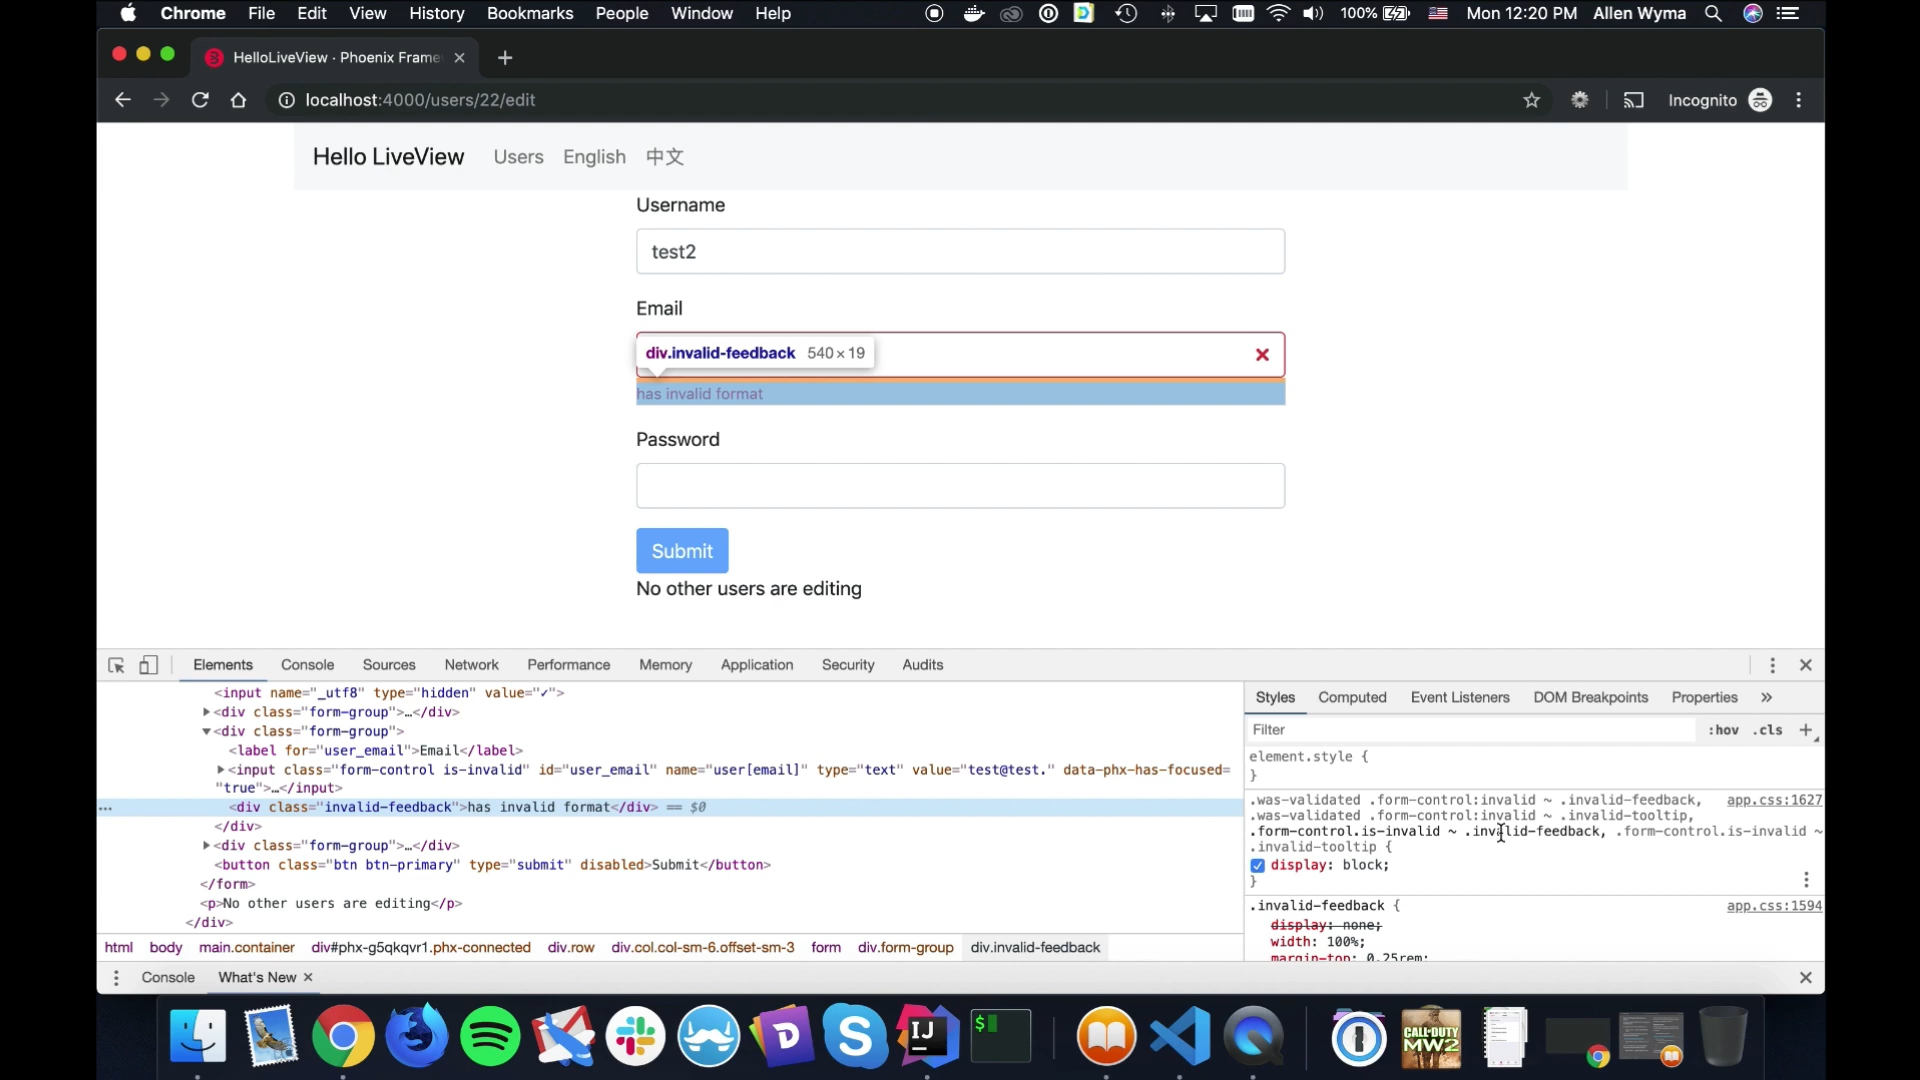 Chrome File Edit View History Bookmarks People Window Help 100% Mon 12:20 PM Allen Wyma
HelloLiveView · Phoenix Frame
localhost:4000/users/22/edit Incognito
Hello LiveView Users English 中文
Username
test2
Email
div.invalid-feedback 540×19
has invalid format
Password
Submit
No other users are editing
Elements Console Sources Network Performance Memory Application Security Audits
<input name="_utf8" type="hidden" value="✓">
<div class="form-group">…</div>
<div class="form-group">
<label for="user_email">Email</label>
<input class="form-control is-invalid" id="user_email" name="user[email]" type="text" value="test@test." data-phx-has-focused=
"true">…</input>
<div class="invalid-feedback">has invalid format</div> == $0
</div>
<div class="form-group">…</div>
<button class="btn btn-primary" type="submit" disabled>Submit</button>
</form>
<p>No other users are editing</p>
</div>
html body main.container div#phx-g5qkqvr1.phx-connected div.row div.col.col-sm-6.offset-sm-3 form div.form-group div.invalid-feedback
Styles Computed Event Listeners DOM Breakpoints Properties »
Filter :hov .cls +
element.style {
}
.was-validated .form-control:invalid ~ .invalid-feedback, app.css:1627
.was-validated .form-control:invalid ~ .invalid-tooltip,
.form-control.is-invalid ~ .invalid-feedback, .form-control.is-invalid ~
.invalid-tooltip {
display: block;
}
.invalid-feedback { app.css:1594
display: none;
width: 100%;
margin-top: 0.25rem;
Console What's New
D S IJ $ CALL OF DUTY
MW2